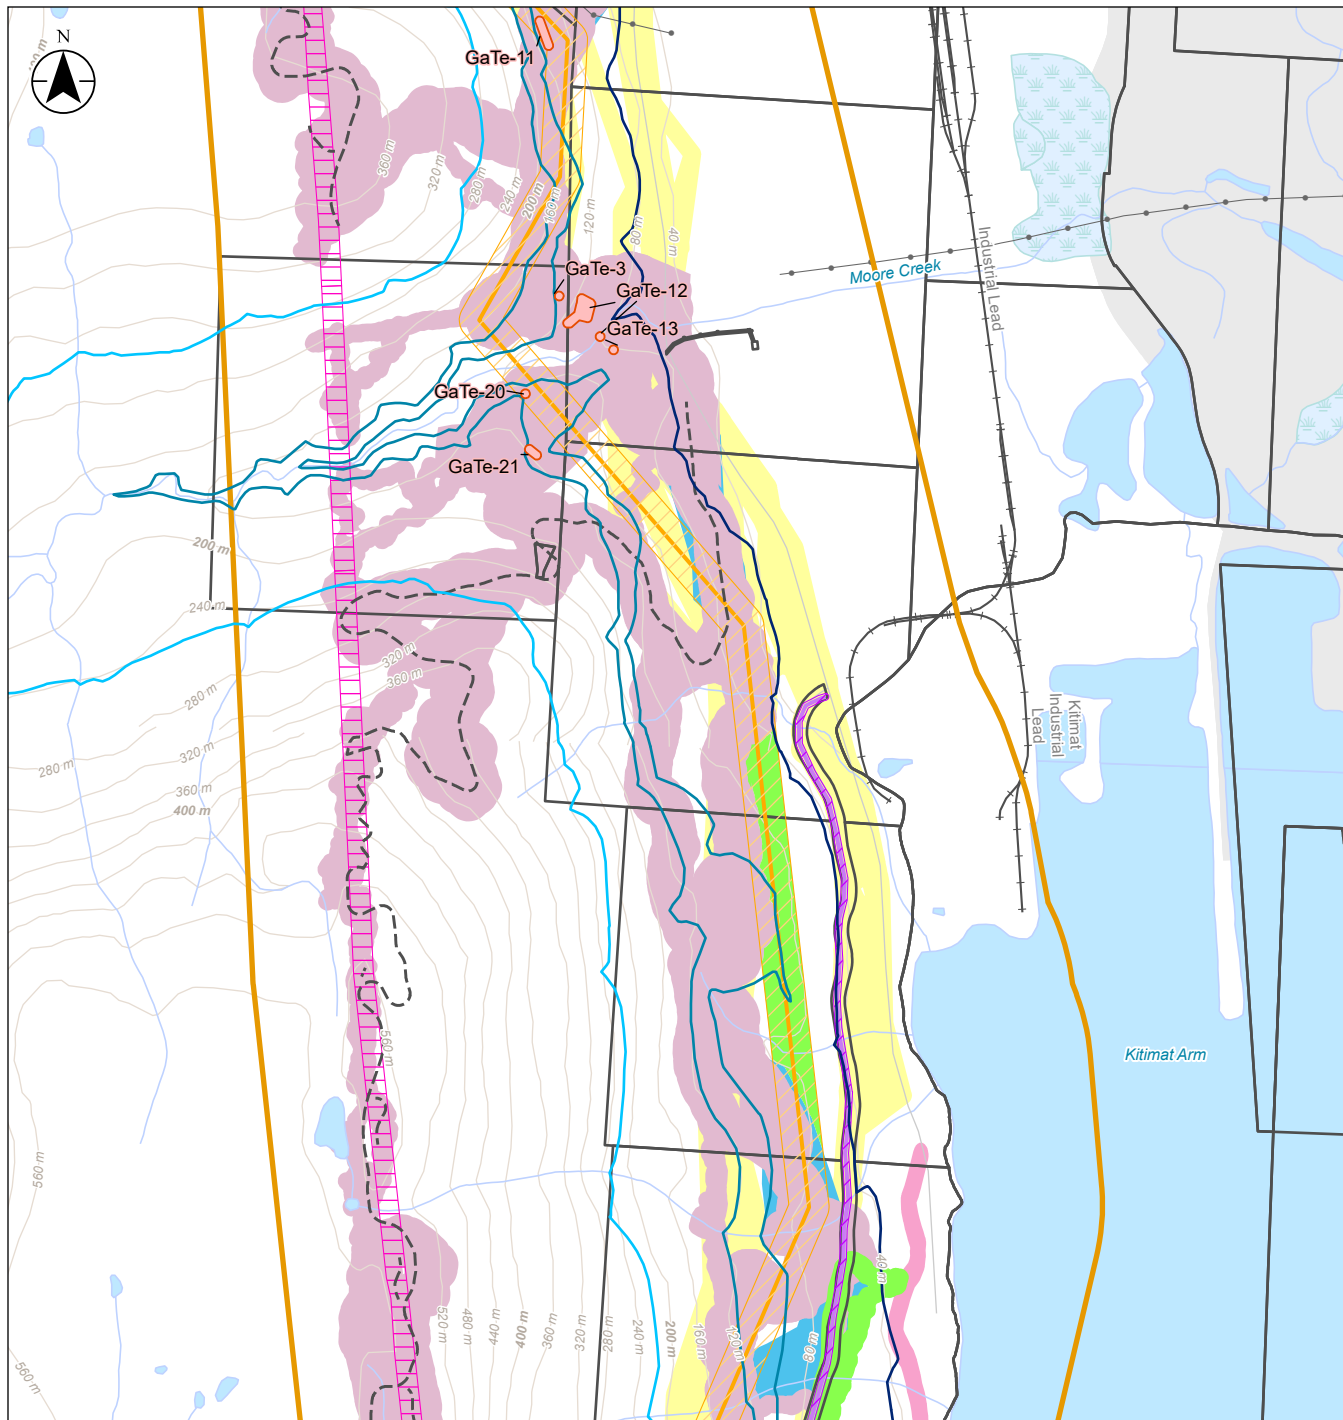 N
GaTe-11
360 m
320 m
280 m
240 m
200 m
160 m
120 m
80 m
40 m
Industrial Lead
Moore Creek
GaTe-3
GaTe-12
GaTe-13
GaTe-20
GaTe-21
200 m
240 m
320 m
360 m
280 m
320 m
280 m
360 m
400 m
Kitimat
Industrial
Lead
560 m
Kitimat Arm
560 m
40 m
520 m
480 m
440 m
400 m
360 m
320 m
280 m
240 m
200 m
160 m
120 m
80 m
560 m